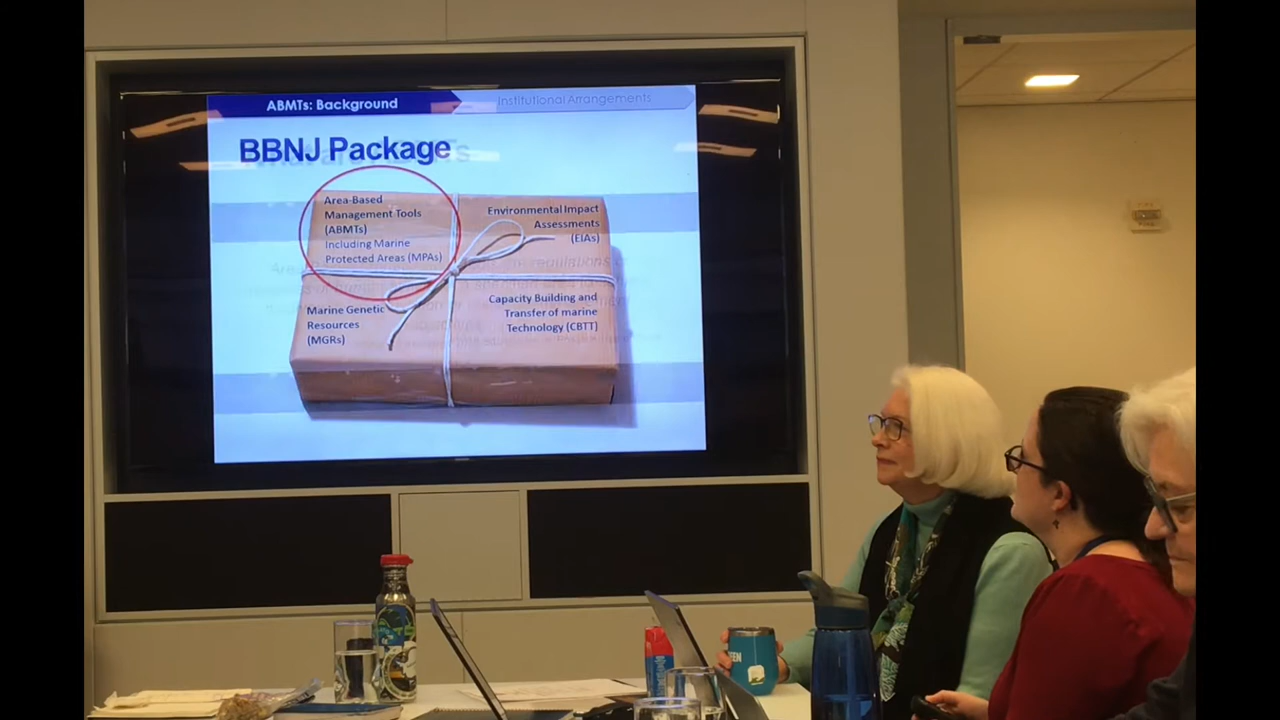 ABMTs: Background
Institutional Arrangements
BBNJ Package
Area-Based
Management Tools
(ABMTs)
Including Marine
Protected Areas (MPAs)
Environmental Impact
Assessments
(EIAs)
Marine Genetic
Resources
(MGRs)
Capacity Building and
Transfer of marine
Technology (CBTT)